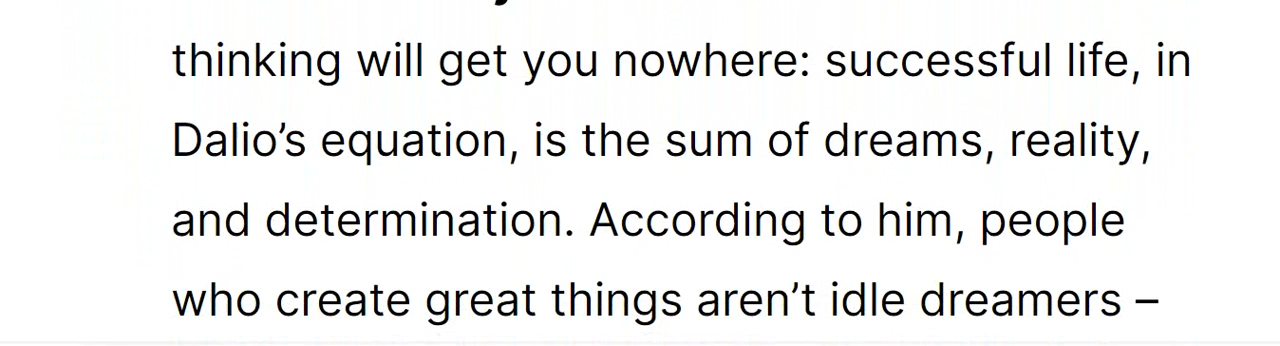 thinking will get you nowhere: successful life, in
Dalio’s equation, is the sum of dreams, reality,
and determination. According to him, people
who create great things aren’t idle dreamers –